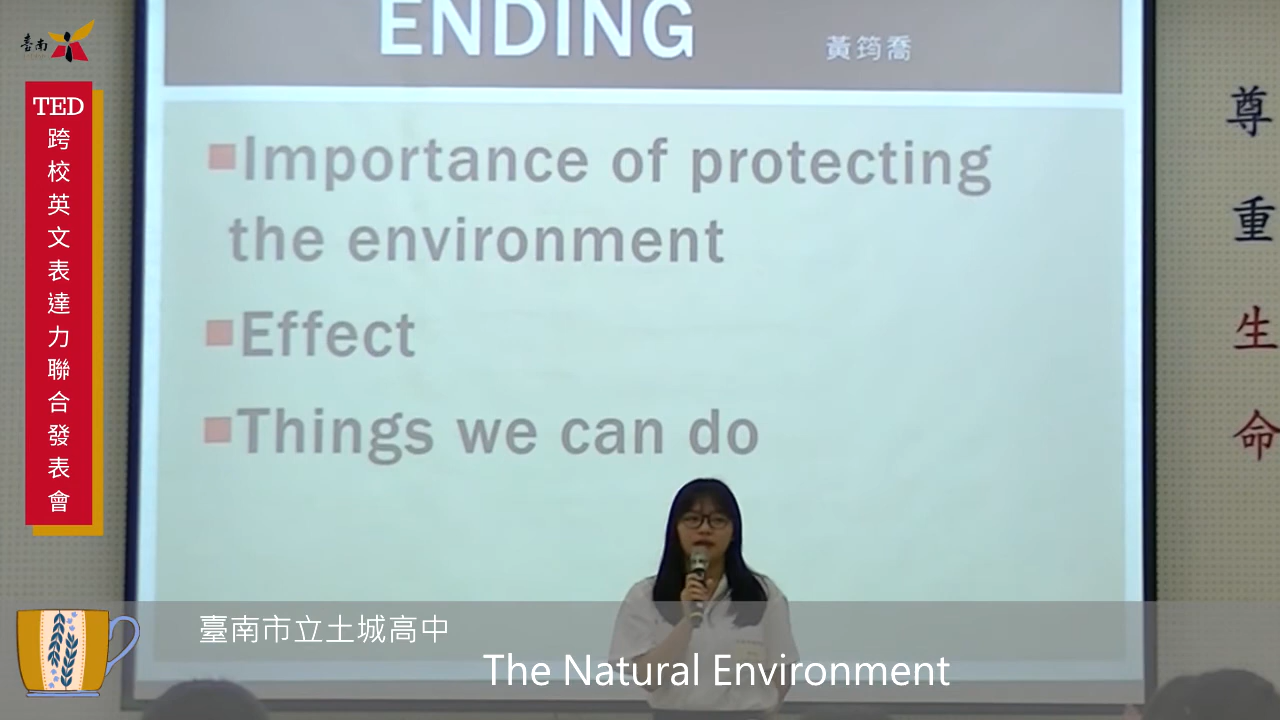 臺南
TED
跨校英文表達力聯合發表會
ENDING
黃筠喬
Importance of protecting
the environment
Effect
Things we can do
尊重生命
臺南市立土城高中
The Natural Environment